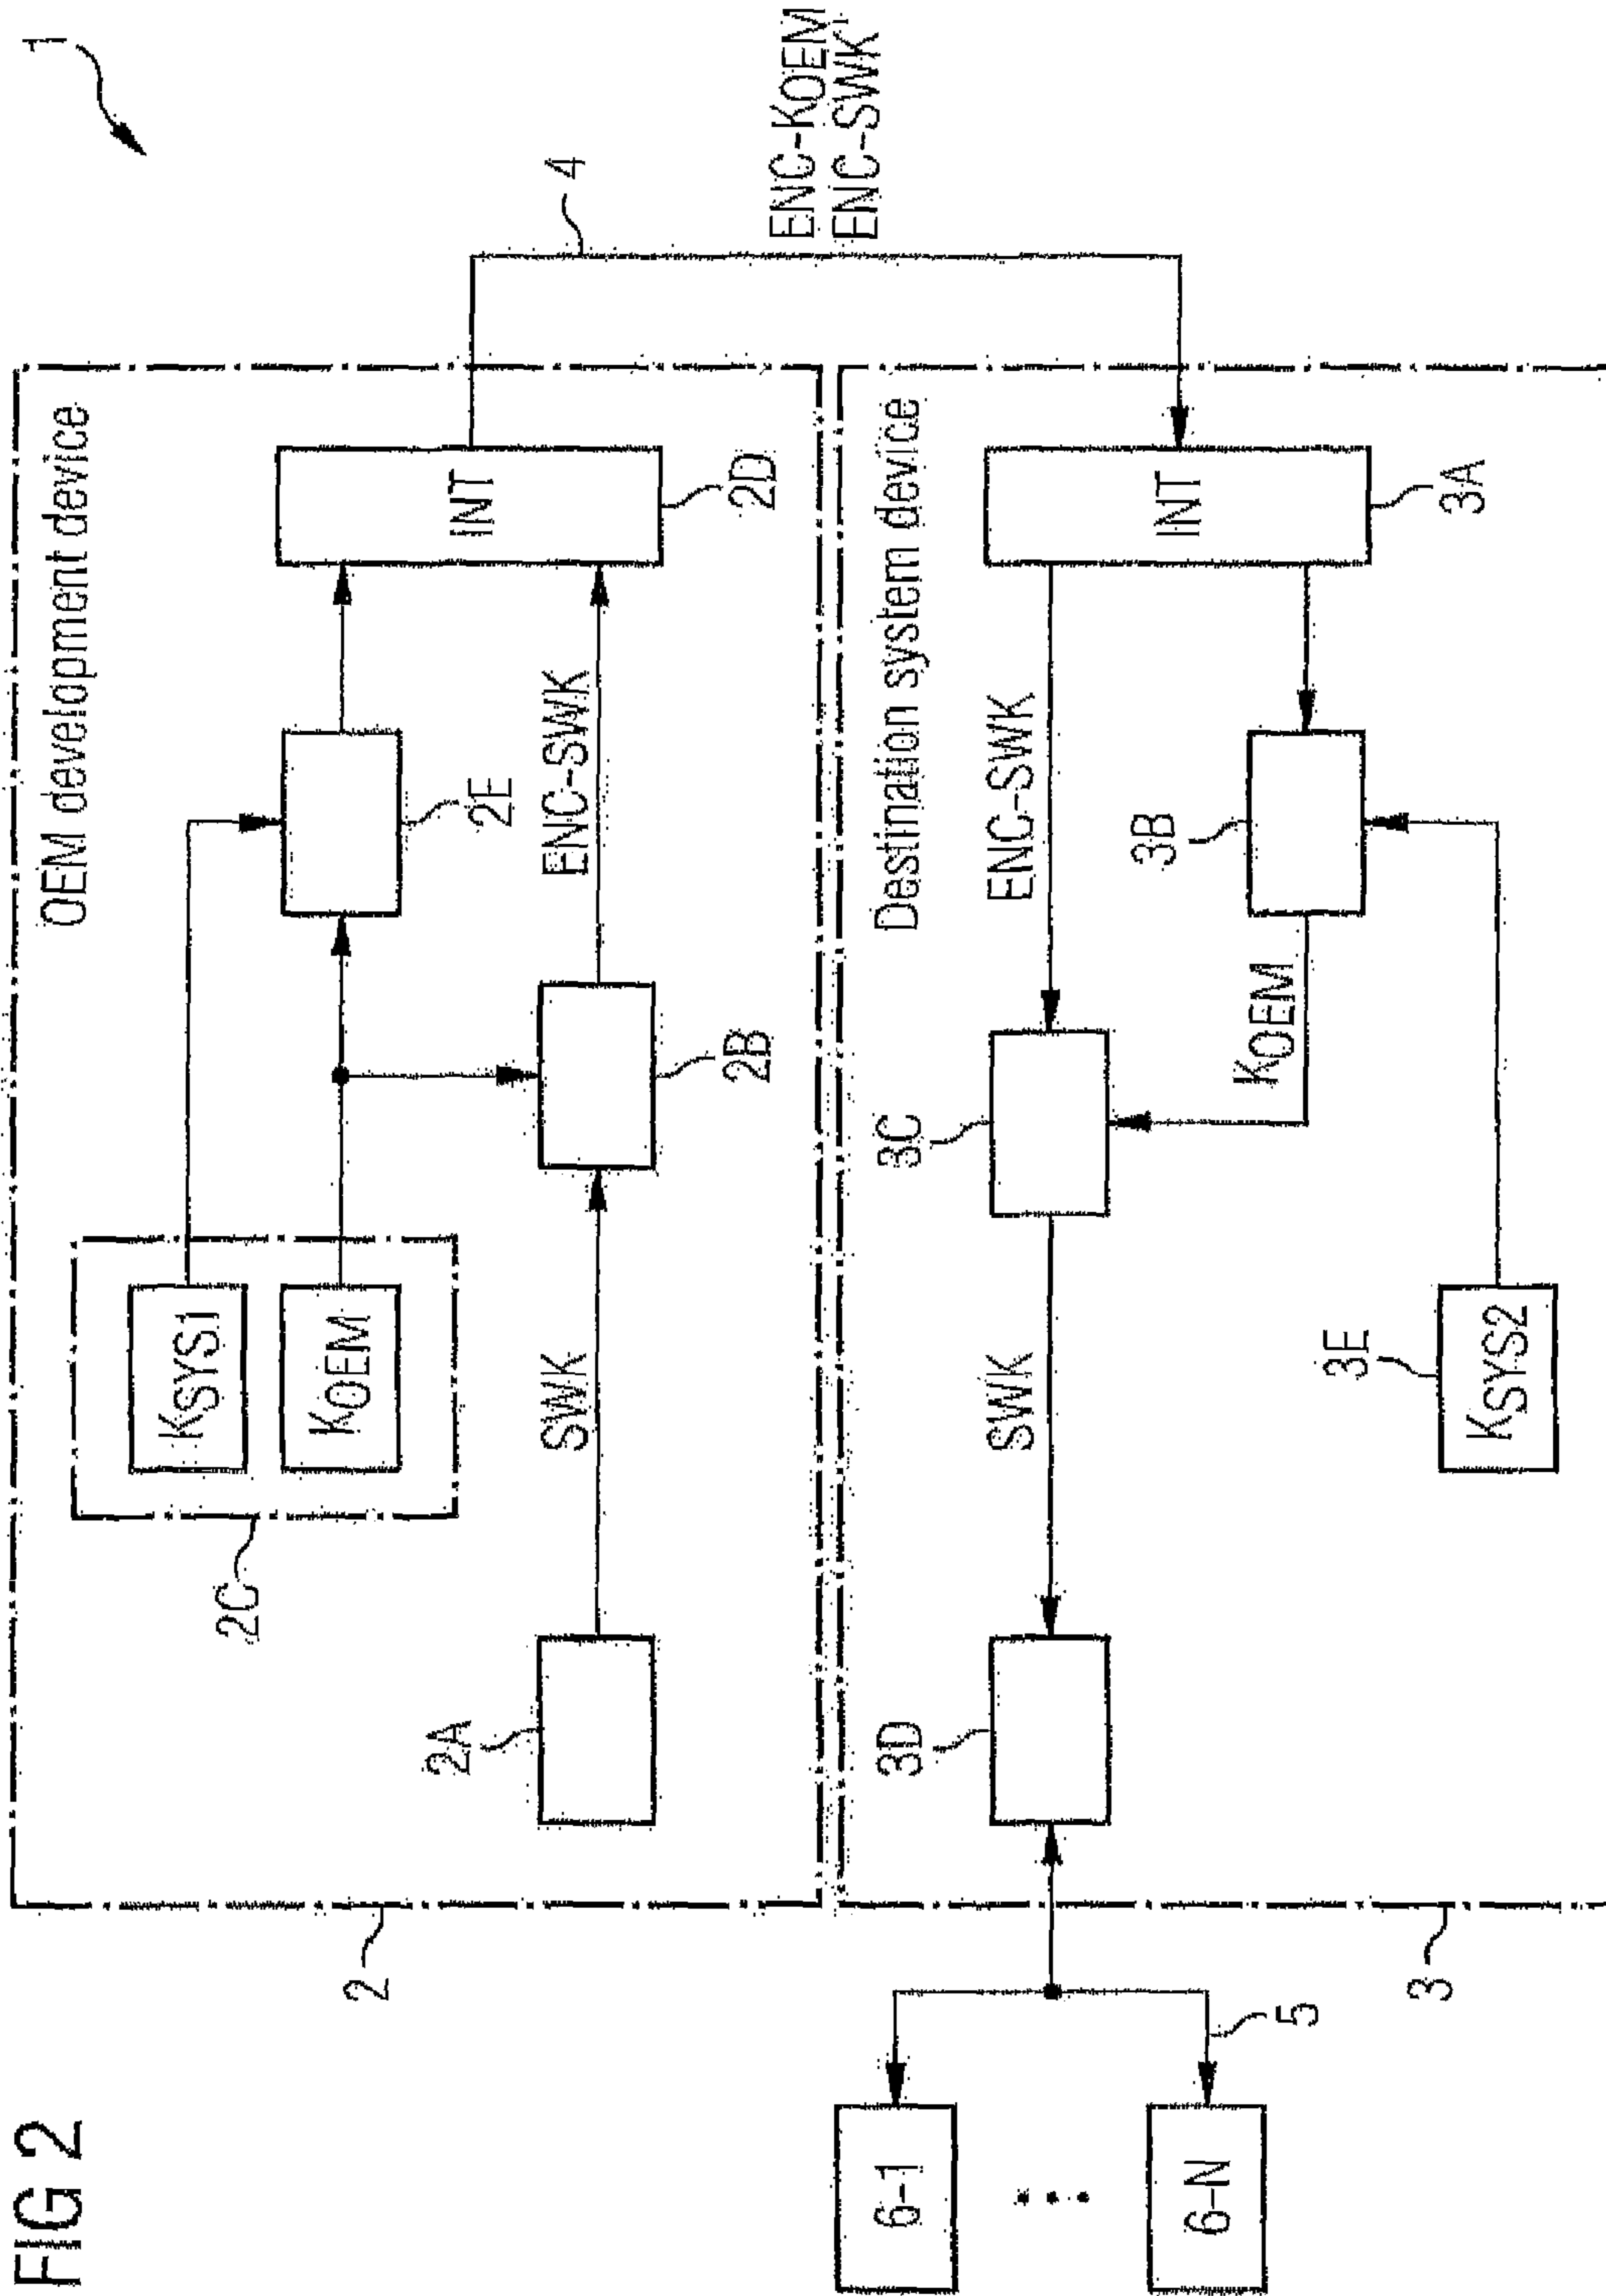 FIG 2
1
OEM development device
KSYS1
KOEM
2C
2E
INT
2D
2A
SWK
2B
ENC-SWK
2
4
ENC-KOEM
ENC-SWK
Destination system device
3D
SWK
3C
ENC-SWK
INT
3A
KOEM
3B
3E
KSYS2
3
6-1
6-N
5